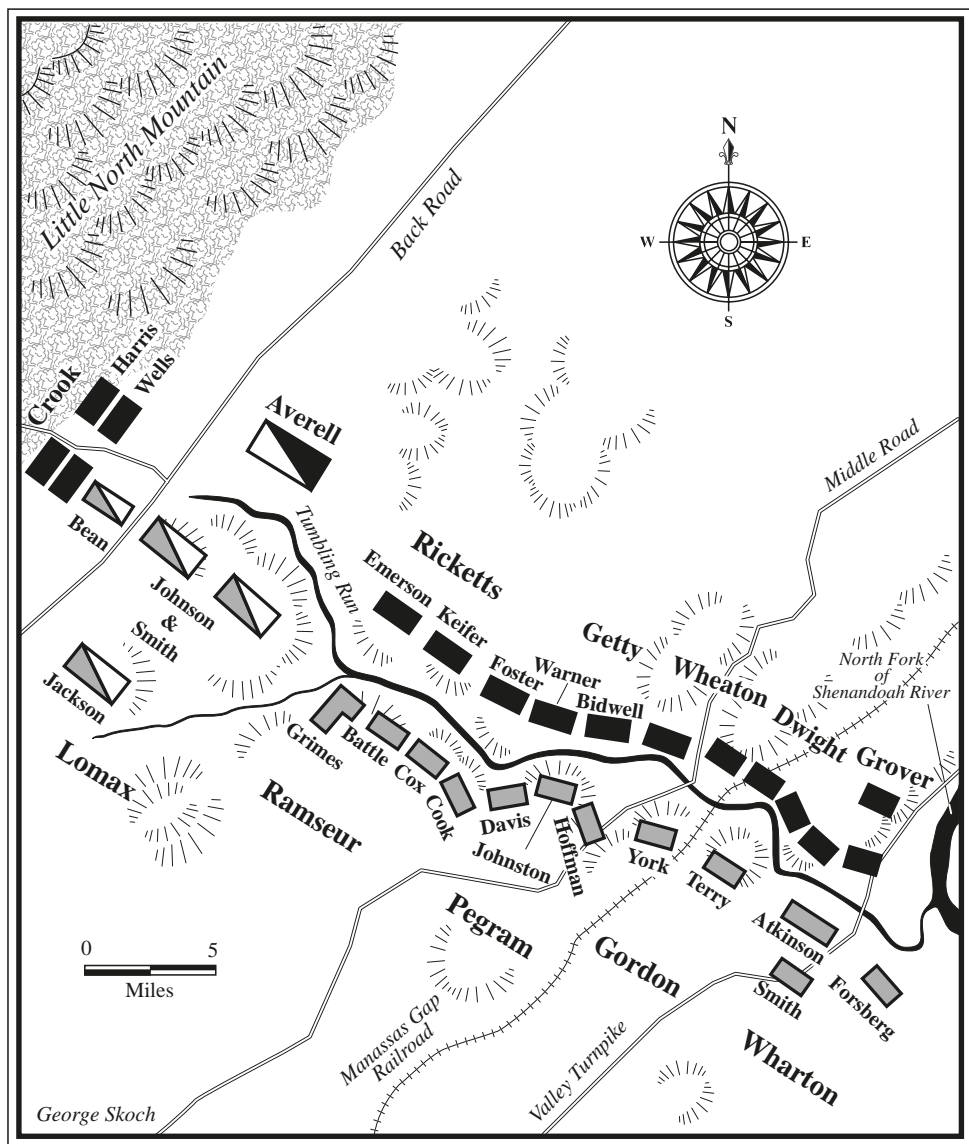 Little North Mountain
Back Road
N
W
E
S
Harris
Wells
Crook
Averell
Bean
Johnson
&
Smith
Jackson
Lomax
Tumbling Run
Ricketts
Emerson
Keifer
Getty
Foster
Warner
Bidwell
Wheaton
Middle Road
North Fork
of
Shenandoah River
Dwight
Grover
Grimes
Battle
Cox
Cook
Ramseur
Davis
Johnston
Hoffman
Pegram
York
Terry
Gordon
Atkinson
Smith
Forsberg
Wharton
0
5
Miles
Manassas Gap
Railroad
Valley Turnpike
George Skoch